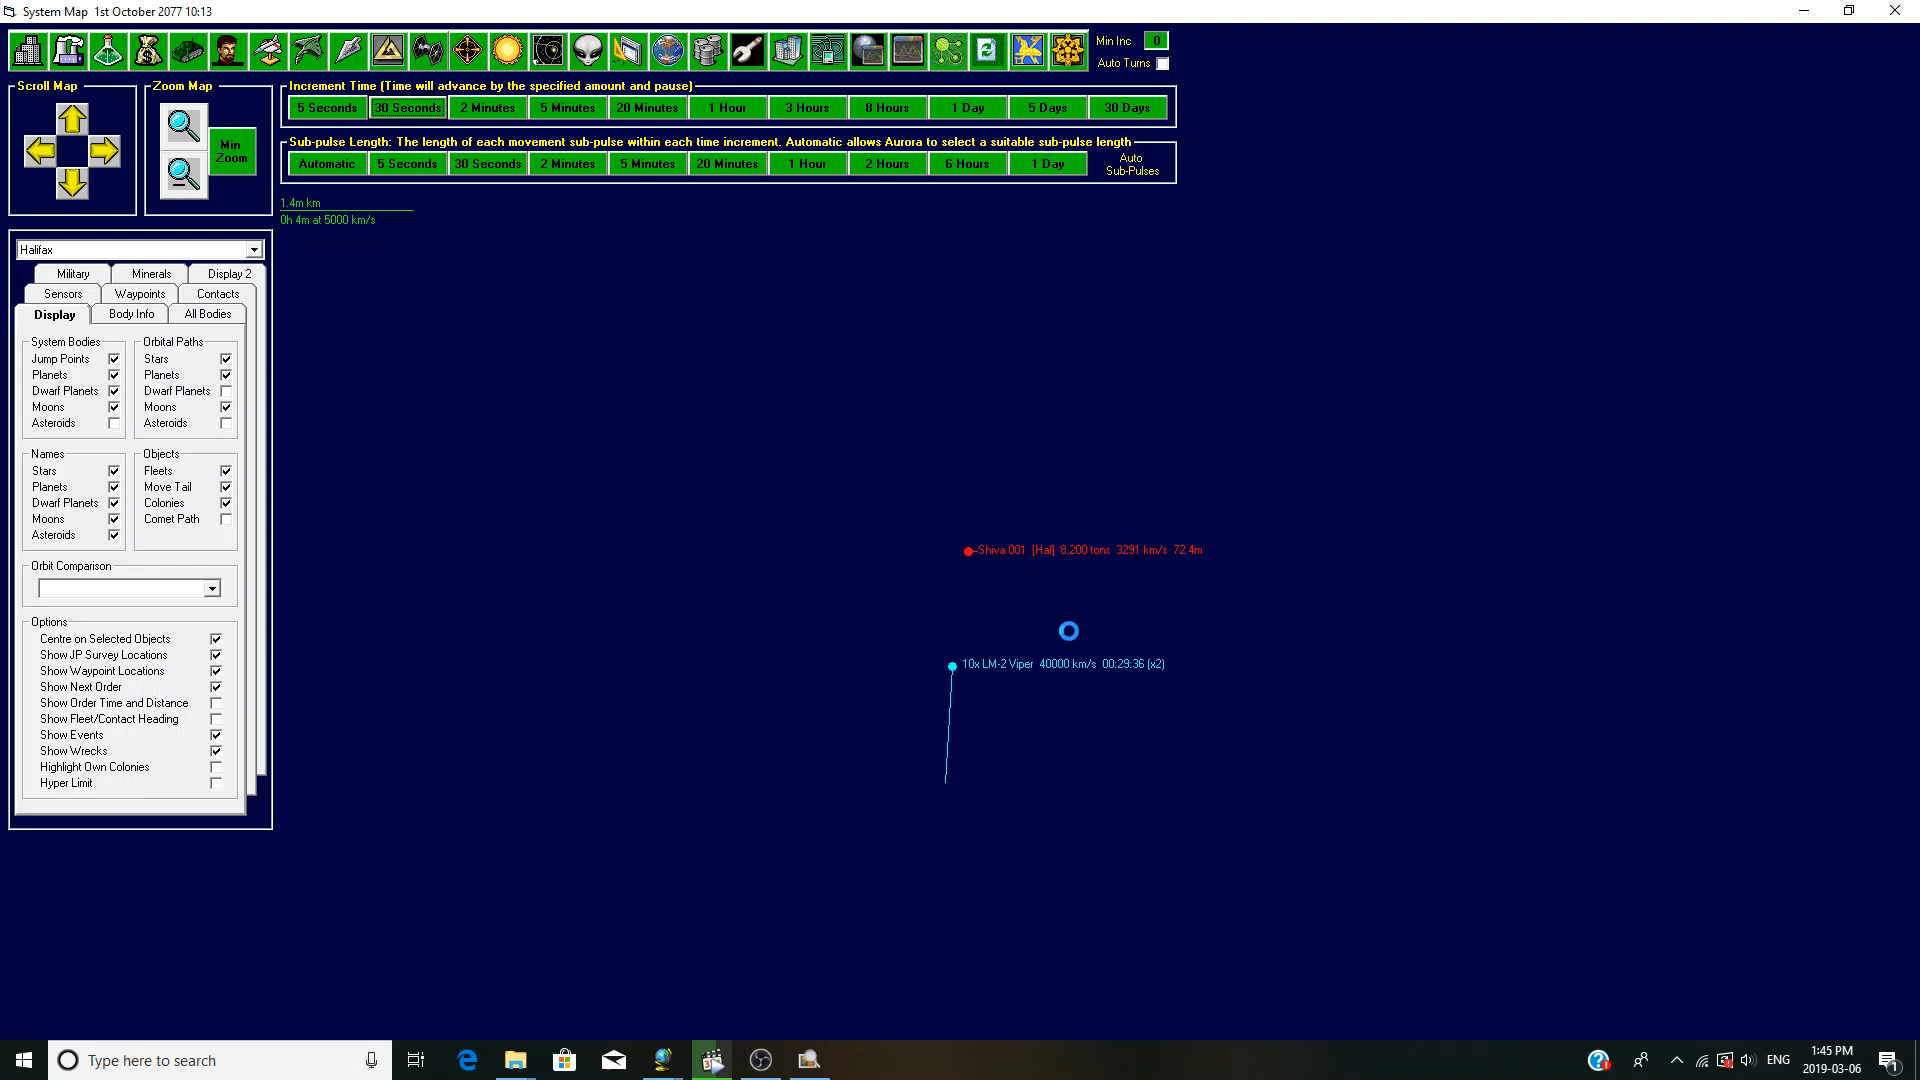 System Map 1st October 2077 10:13
Min Inc 0
Auto Turns
Scroll Map
Zoom Map
Min Zoom
Increment Time (Time will advance by the specified amount and pause)
5 Seconds 30 Seconds 2 Minutes 5 Minutes 20 Minutes 1 Hour 3 Hours 8 Hours 1 Day 5 Days 30 Days
Sub-pulse Length: The length of each movement sub-pulse within each time increment. Automatic allows Aurora to select a suitable sub-pulse length
Automatic 5 Seconds 30 Seconds 2 Minutes 5 Minutes 20 Minutes 1 Hour 2 Hours 6 Hours 1 Day
Auto
Sub-Pulses
1.4m km
0h 4m at 5000 km/s
Halifax
Military Minerals Display 2
Sensors Waypoints Contacts
Display Body Info All Bodies
System Bodies
Jump Points
Planets
Dwarf Planets
Moons
Asteroids
Orbital Paths
Stars
Planets
Dwarf Planets
Moons
Asteroids
Names
Stars
Planets
Dwarf Planets
Moons
Asteroids
Objects
Fleets
Move Tail
Colonies
Comet Path
Orbit Comparison
Options
Centre on Selected Objects
Show JP Survey Locations
Show Waypoint Locations
Show Next Order
Show Order Time and Distance
Show Fleet/Contact Heading
Show Events
Show Wrecks
Highlight Own Colonies
Hyper Limit
Shiva 001 [Hal] 8,200 tons 3291 km/s 72.4m
10x LM-2 Viper 40000 km/s 00:29:36 (x2)
Type here to search
ENG
1:45 PM
2019-03-06
1